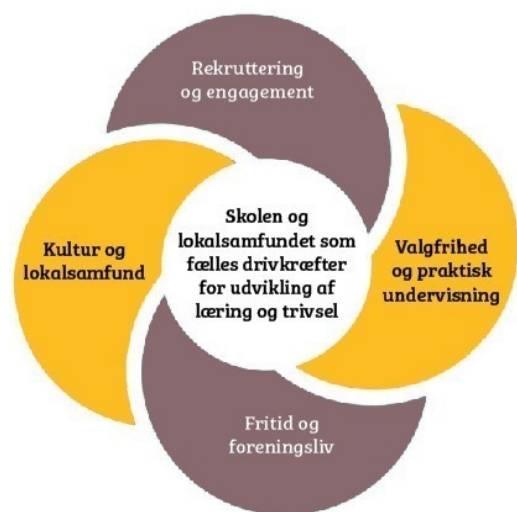 Rekruttering
og engagement
Kultur og
lokalsamfund
Skolen og
lokalsamfundet som
fælles drivkræfter
for udvikling af
læring og trivsel
Valgfrihed
og praktisk
undervisning
Fritid og
foreningsliv